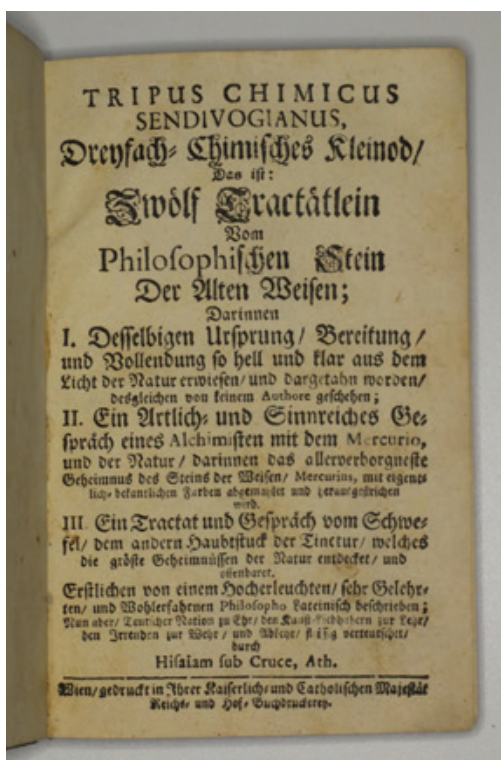 TRIPUS CHIMICUS
SENDIVOGIANUS,
Dreyfach- Chimisches Kleinod/
Das ist:
Zwölf Tractätlein
Vom
Philosophischen Stein
Der Alten Weisen;
Darinnen
I. Desselbigen Ursprung/ Bereitung/
und Vollendung so hell und klar aus dem
Licht der Natur erwiesen/ und dargetahn worden/
desgleichen von keinem Authore geschehen;
II. Ein Artlich- und Sinnreiches Ge-
spräch eines Alchimisten mit dem Mercurio,
und der Natur/ darinnen das allerverborgneste
Geheimnus des Steins der Weisen/ Mercurius, mit eigent-
lich- bekantlichen Farben abgemahlet und herausgestrichen
wird.
III. Ein Tractat und Gespräch vom Schwe-
fel/ dem andern Haubtstuck der Tinctur/ welches
die gröste Geheimnüssen der Natur entdecket/ und
offenbaret.
Erstlichen von einem Hocherleuchten/ sehr Gelehr-
ten/ und Wohlerfahrnen Philosopho Lateinisch beschrieben;
Nun aber/ Teutscher Nation zu Ehr/ den Kunst-Liebhabern zur Lehr/
den Irrenden zur Wehr/ und Abkehr/ fleißig verteutschet/
durch
Hisaiam sub Cruce, Ath.
Wien/ gedruckt in Ihrer Kaiserlich- und Catholischen Majestät
Reichs- und Hof- Buchdruckerey.